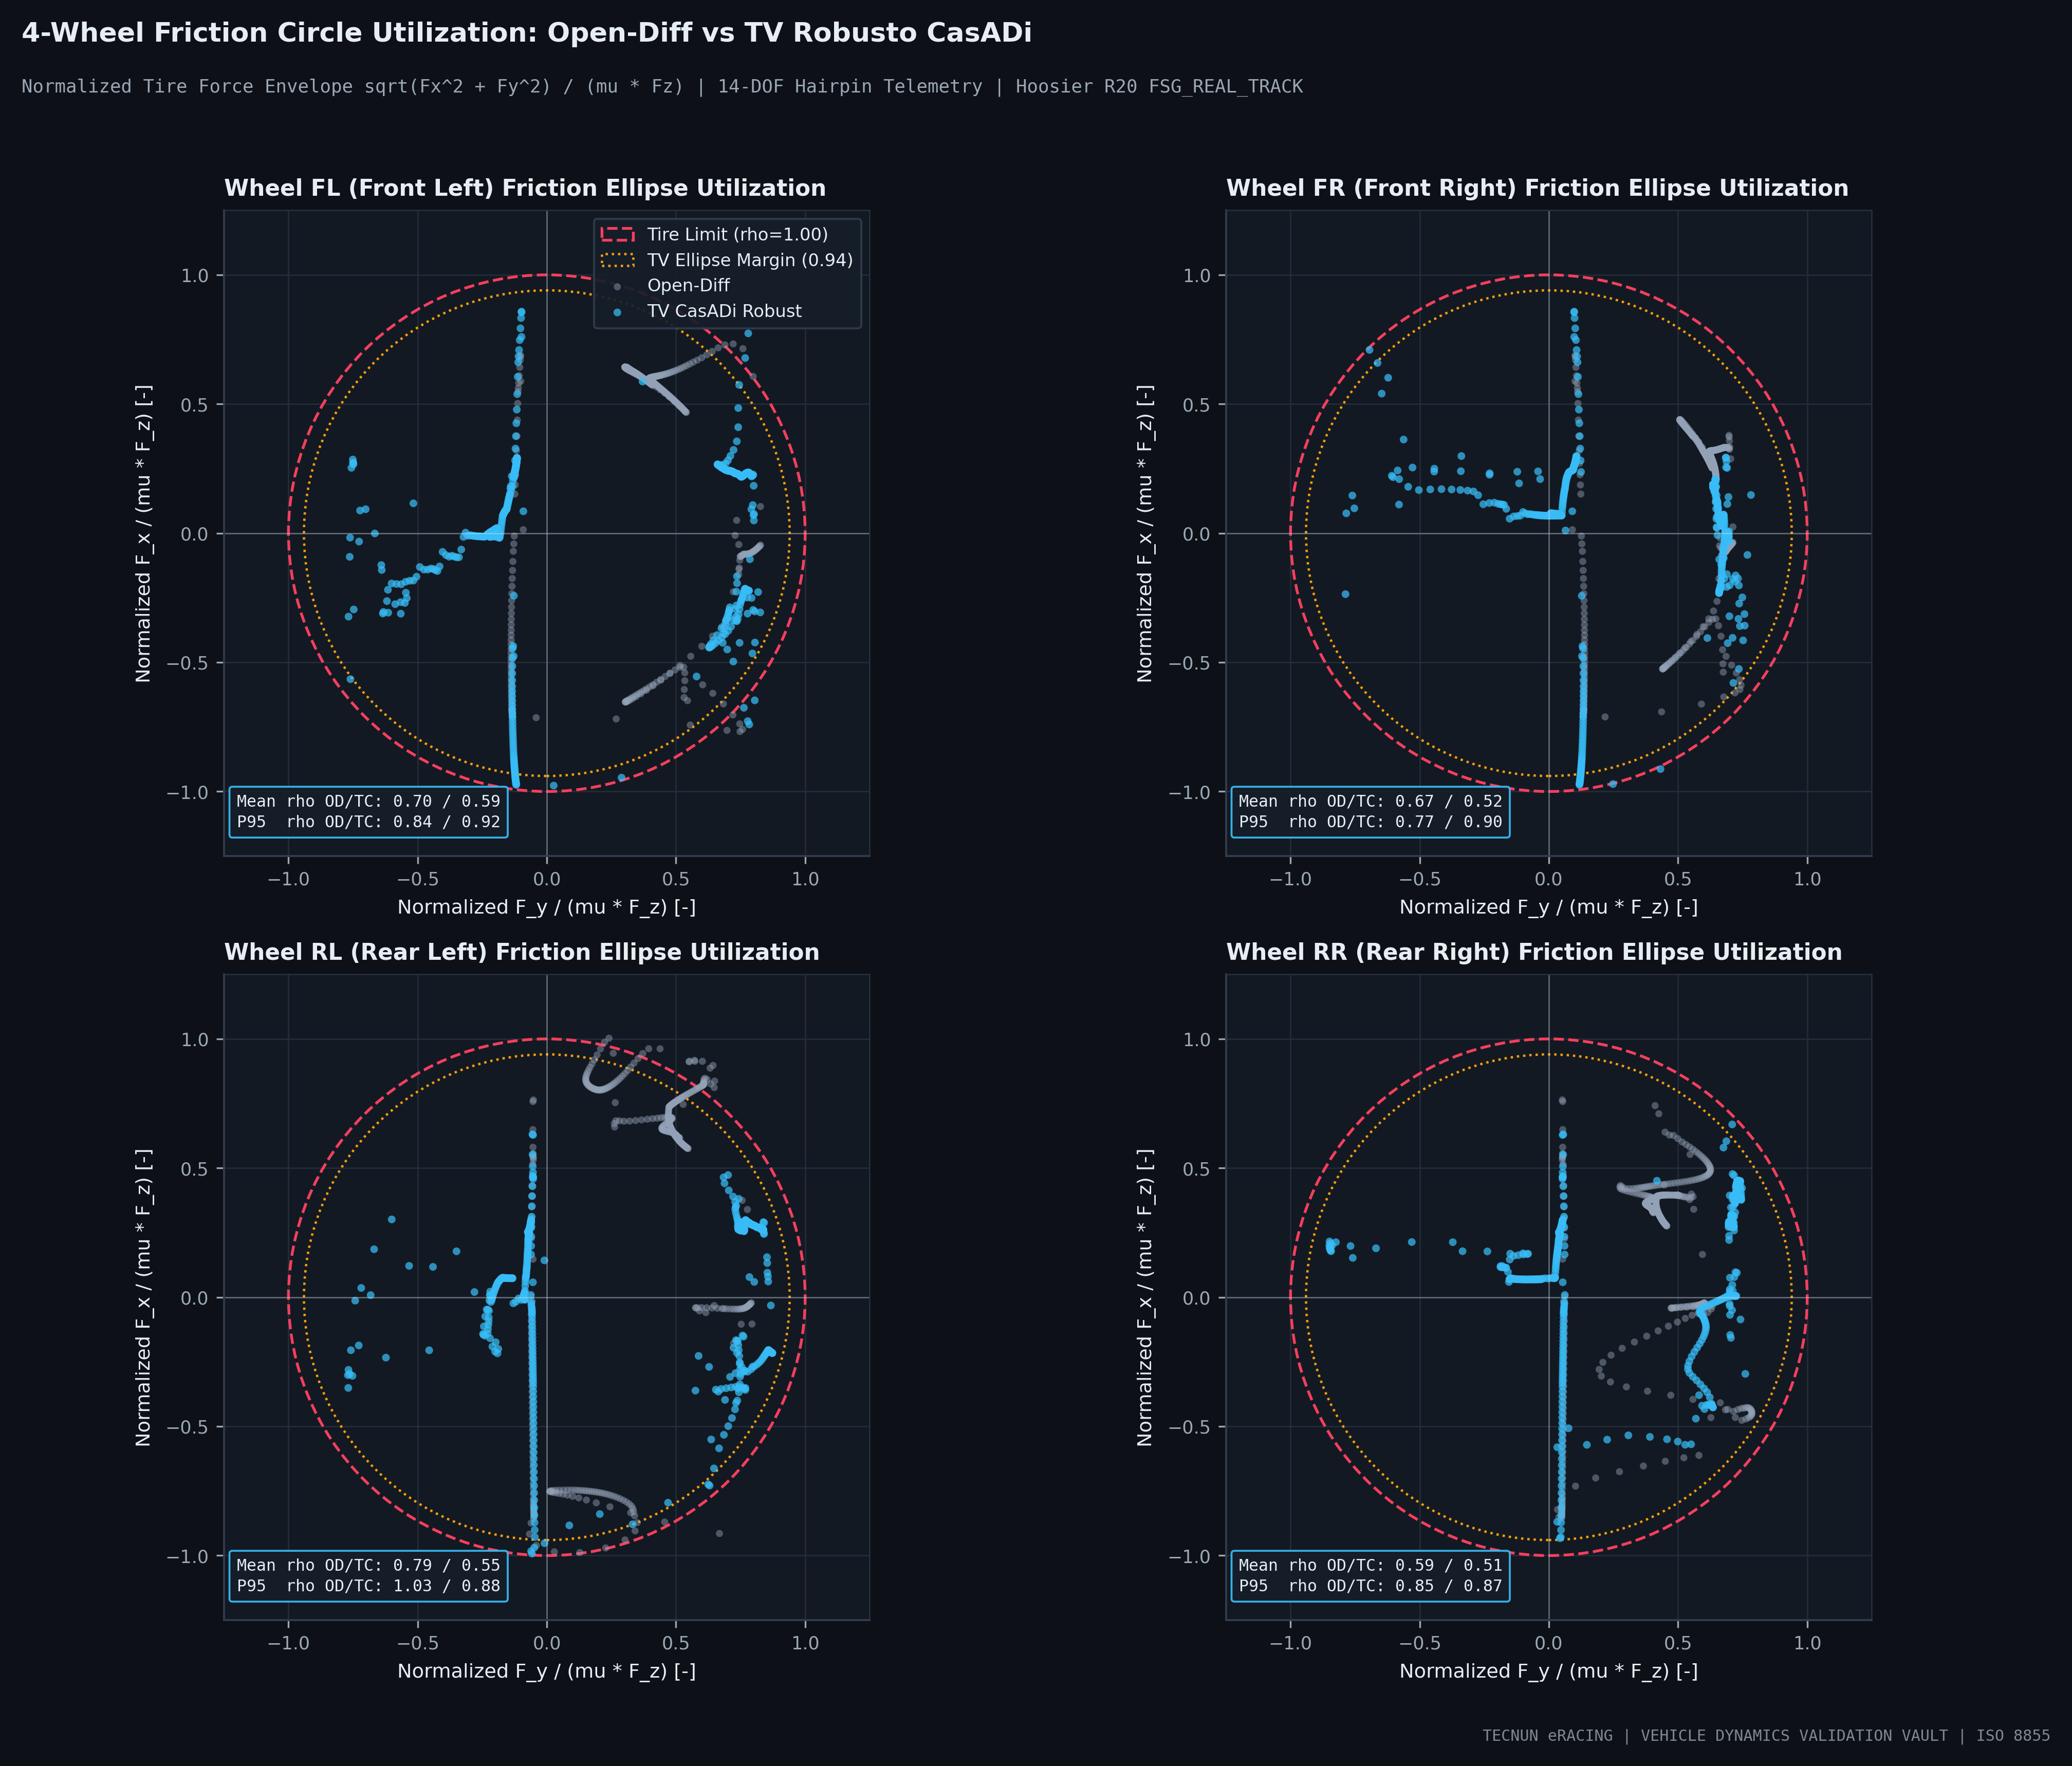 4-Wheel Friction Circle Utilization: Open-Diff vs TV Robusto CasADi
Normalized Tire Force Envelope sqrt(Fx^2 + Fy^2) / (mu * Fz) | 14-DOF Hairpin Telemetry | Hoosier R20 FSG_REAL_TRACK
Wheel FL (Front Left) Friction Ellipse Utilization
Tire Limit (rho=1.00)
TV Ellipse Margin (0.94)
Open-Diff
TV CasADi Robust
1.0
0.5
0.0
−0.5
−1.0
Normalized F_x / (mu * F_z) [-]
Mean rho OD/TC: 0.70 / 0.59
P95  rho OD/TC: 0.84 / 0.92
−1.0 −0.5 0.0 0.5 1.0
Normalized F_y / (mu * F_z) [-]
Wheel FR (Front Right) Friction Ellipse Utilization
1.0
0.5
0.0
−0.5
−1.0
Normalized F_x / (mu * F_z) [-]
Mean rho OD/TC: 0.67 / 0.52
P95  rho OD/TC: 0.77 / 0.90
−1.0 −0.5 0.0 0.5 1.0
Normalized F_y / (mu * F_z) [-]
Wheel RL (Rear Left) Friction Ellipse Utilization
1.0
0.5
0.0
−0.5
−1.0
Normalized F_x / (mu * F_z) [-]
Mean rho OD/TC: 0.79 / 0.55
P95  rho OD/TC: 1.03 / 0.88
−1.0 −0.5 0.0 0.5 1.0
Normalized F_y / (mu * F_z) [-]
Wheel RR (Rear Right) Friction Ellipse Utilization
1.0
0.5
0.0
−0.5
−1.0
Normalized F_x / (mu * F_z) [-]
Mean rho OD/TC: 0.59 / 0.51
P95  rho OD/TC: 0.85 / 0.87
−1.0 −0.5 0.0 0.5 1.0
Normalized F_y / (mu * F_z) [-]
TECNUN eRACING | VEHICLE DYNAMICS VALIDATION VAULT | ISO 8855